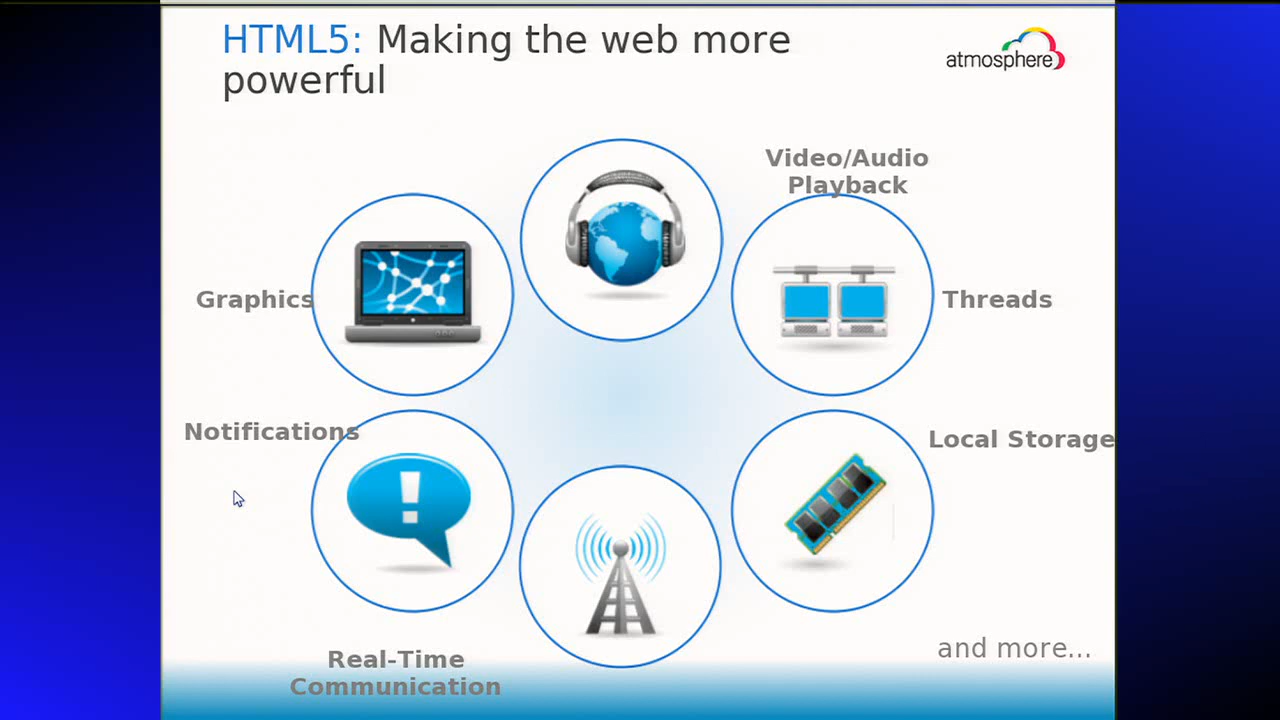 HTML5: Making the web more
powerful
atmosphere
Video/Audio
Playback
Graphics
Threads
Notifications
Local Storage
Real-Time
Communication
and more...